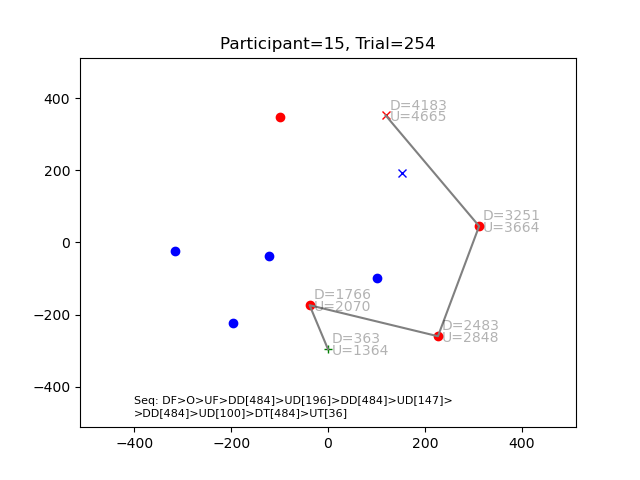 Participant=15, Trial=254
D=4183
U=4665
D=3251
U=3664
D=1766
U=2070
D=2483
U=2848
D=363
U=1364
Seq: DF>O>UF>DD[484]>UD[196]>DD[484]>UD[147]>
>DD[484]>UD[100]>DT[484]>UT[36]
400
200
0
−200
−400
−400
−200
0
200
400